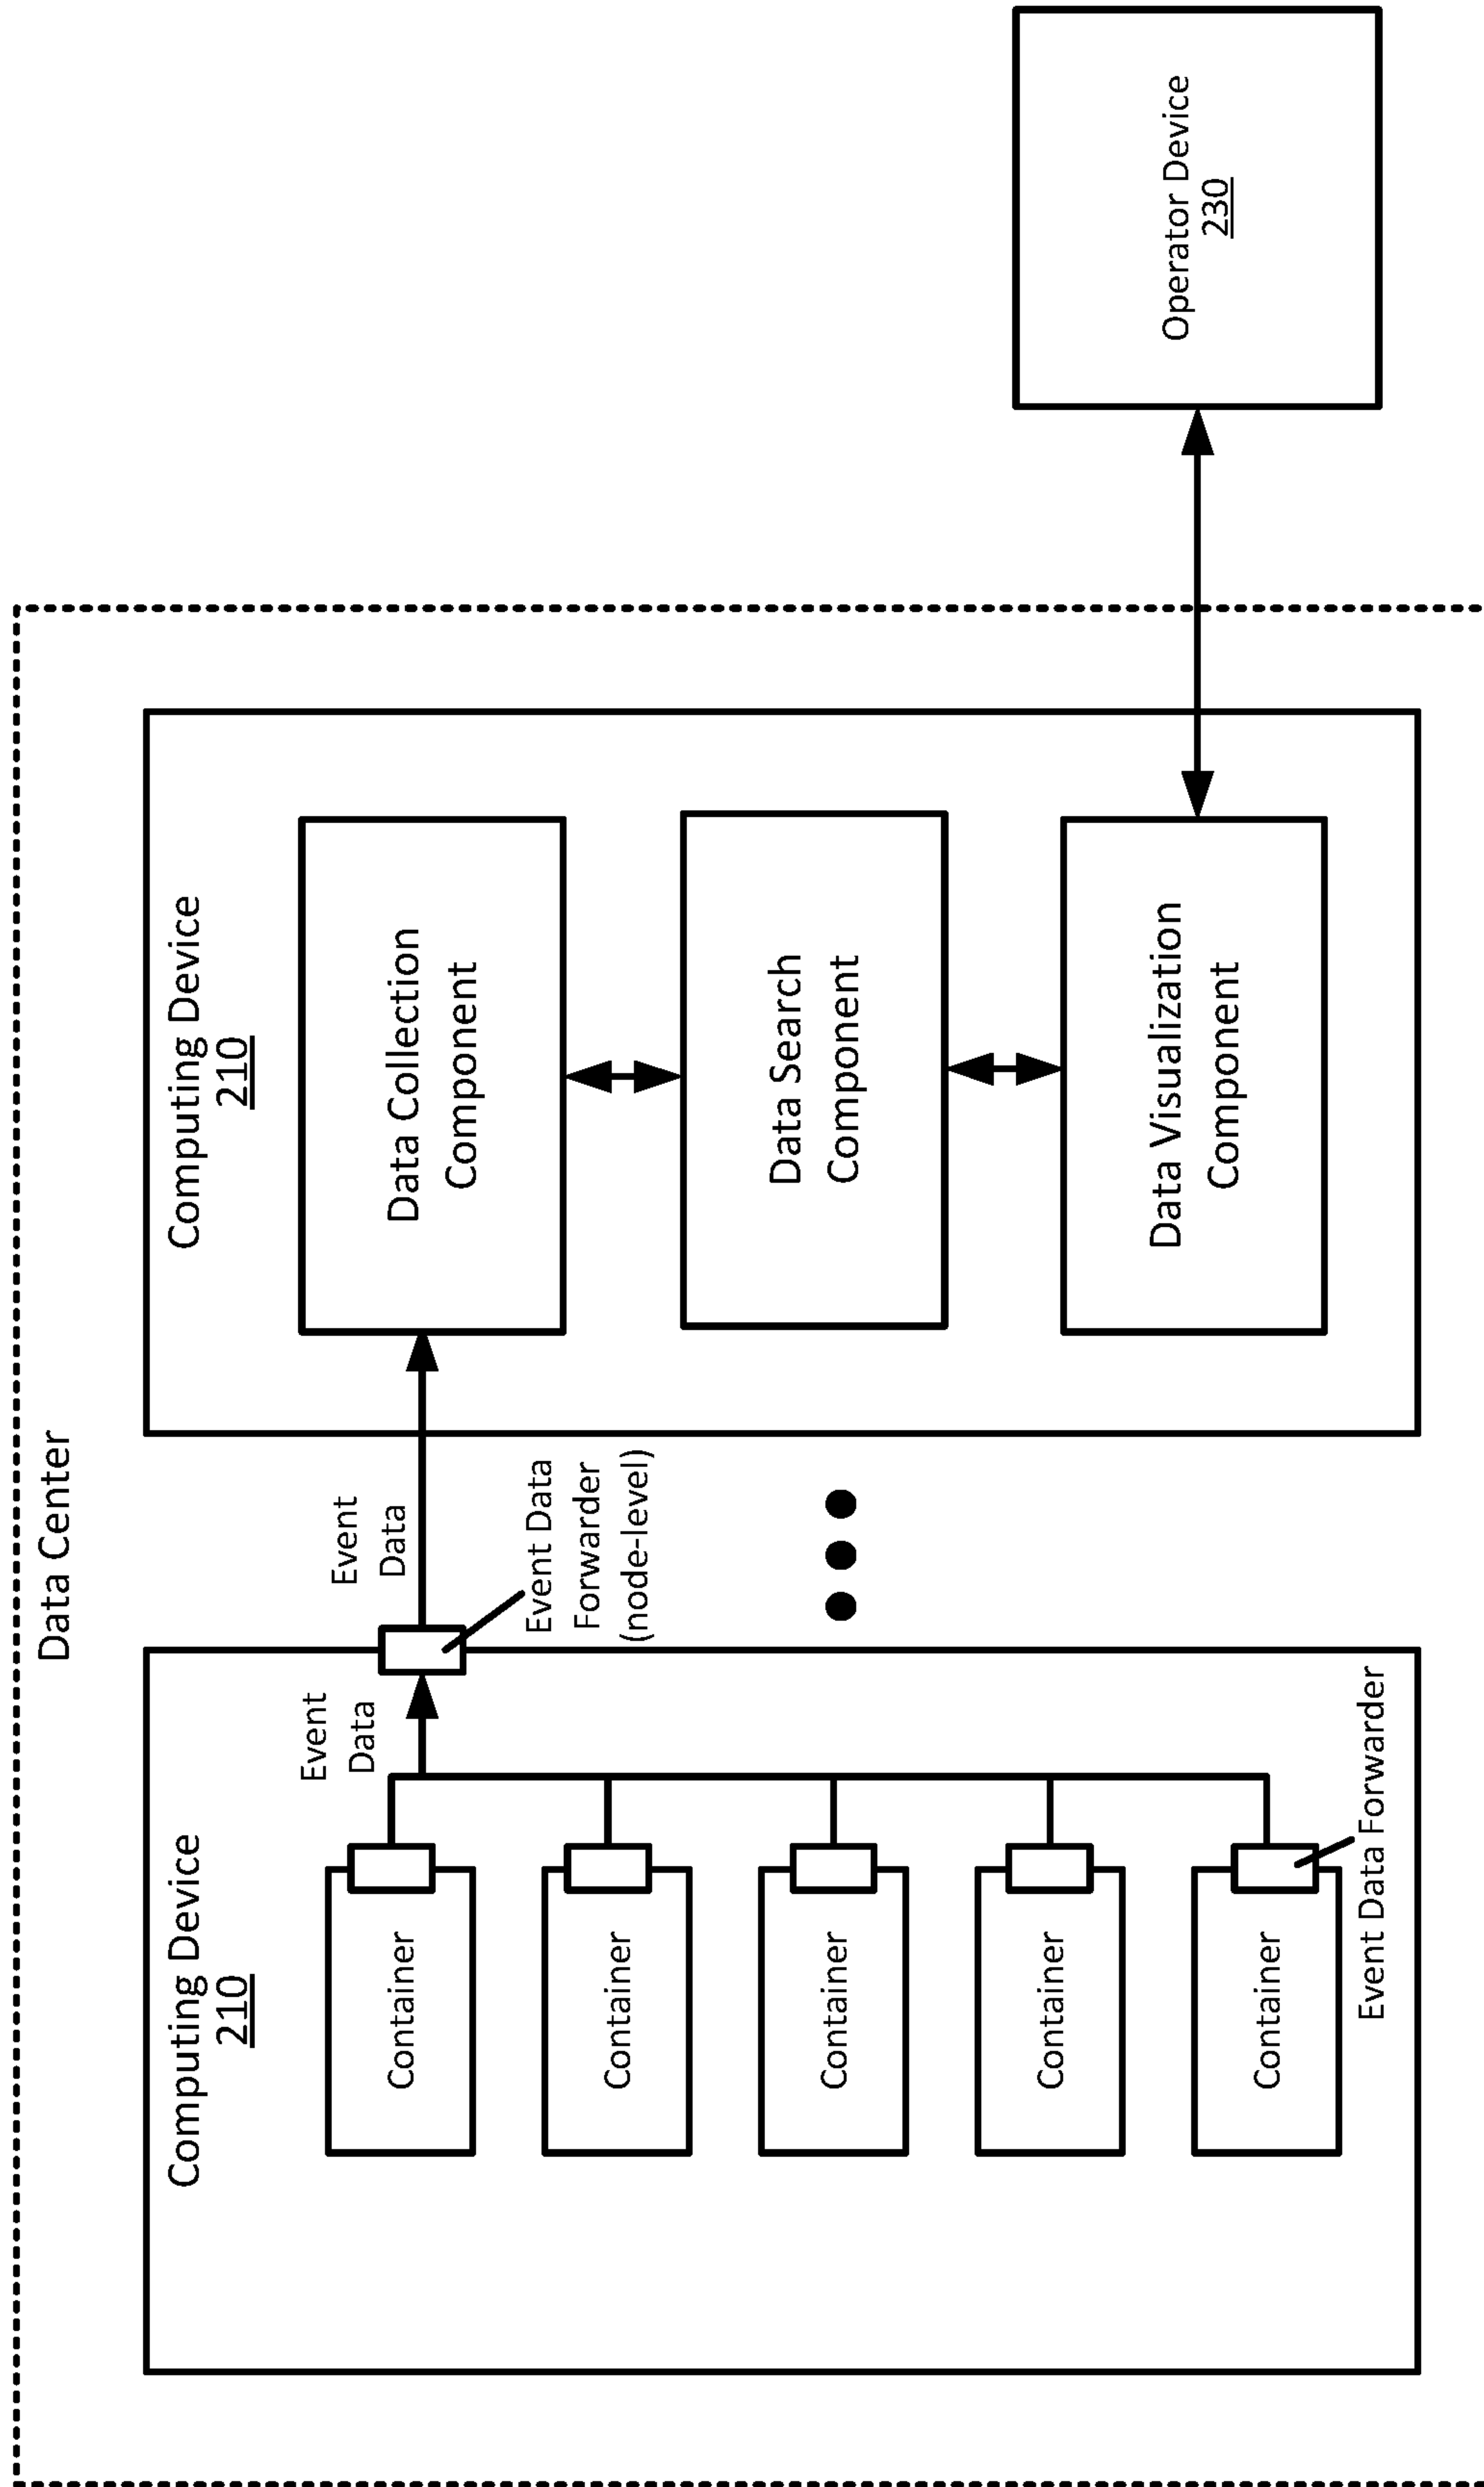 Data Center
Computing Device
210
Container
Container
Container
Container
Container
Event Data Forwarder
Event
Data
Event Data
Forwarder
(node-level)
Event
Data
Computing Device
210
Data Collection
Component
Data Search
Component
Data Visualization
Component
Operator Device
230